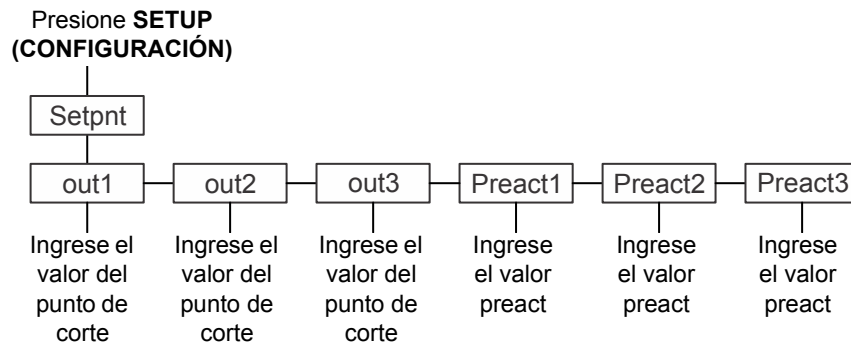 Presione SETUP
(CONFIGURACIÓN)
Setpnt
out1
out2
out3
Preact1
Preact2
Preact3
Ingrese el
valor del
punto de
corte
Ingrese el
valor del
punto de
corte
Ingrese el
valor del
punto de
corte
Ingrese
el valor
preact
Ingrese
el valor
preact
Ingrese
el valor
preact